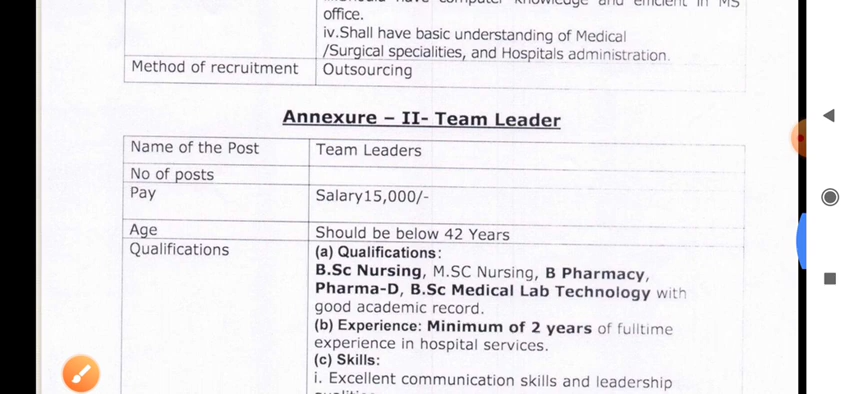 office.
iv.Shall have basic understanding of Medical
/Surgical specialities, and Hospitals administration.
Method of recruitment Outsourcing
Annexure – II- Team Leader
Name of the Post Team Leaders
No of posts
Pay Salary15,000/-
Age Should be below 42 Years
Qualifications (a) Qualifications:
B.Sc Nursing, M.SC Nursing, B Pharmacy,
Pharma-D, B.Sc Medical Lab Technology with
good academic record.
(b) Experience: Minimum of 2 years of fulltime
experience in hospital services.
(c) Skills:
i. Excellent communication skills and leadership